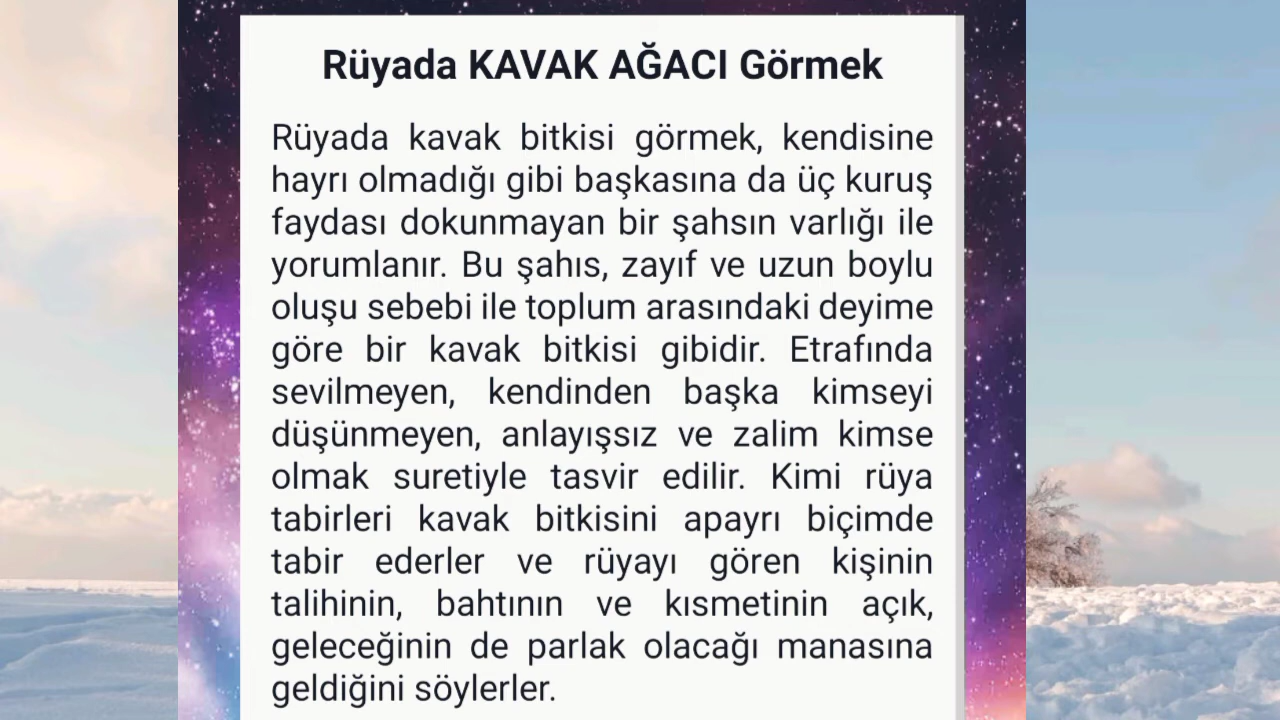 Rüyada KAVAK AĞACI Görmek
Rüyada kavak bitkisi görmek, kendisine
hayrı olmadığı gibi başkasına da üç kuruş
faydası dokunmayan bir şahsın varlığı ile
yorumlanır. Bu şahıs, zayıf ve uzun boylu
oluşu sebebi ile toplum arasındaki deyime
göre bir kavak bitkisi gibidir. Etrafında
sevilmeyen, kendinden başka kimseyi
düşünmeyen, anlayışsız ve zalim kimse
olmak suretiyle tasvir edilir. Kimi rüya
tabirleri kavak bitkisini apayrı biçimde
tabir ederler ve rüyayı gören kişinin
talihinin, bahtının ve kısmetinin açık,
geleceğinin de parlak olacağı manasına
geldiğini söylerler.